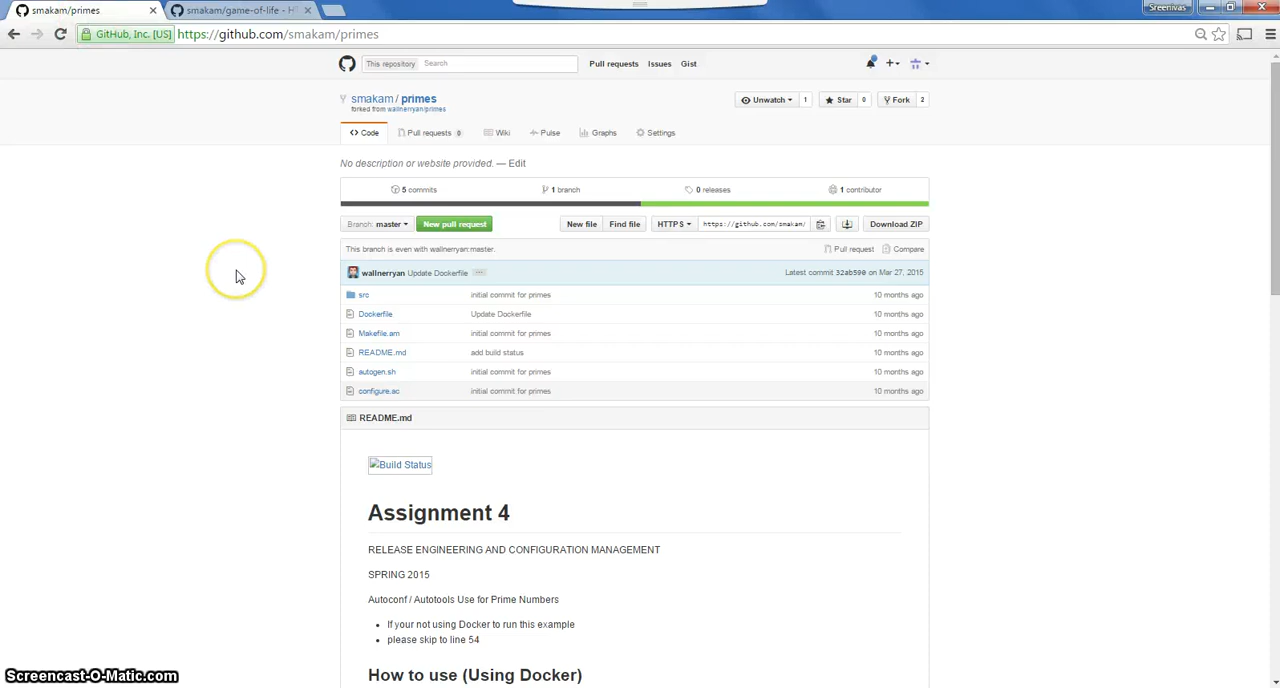 smakam/primes
smakam/game-of-life - H
Sreenivas
GitHub, Inc. [US] https://github.com/smakam/primes
This repository Search Pull requests Issues Gist
smakam / primes
forked from wallnerryan/primes
Unwatch 1 Star 0 Fork 2
Code Pull requests 0 Wiki Pulse Graphs Settings
No description or website provided. — Edit
5 commits 1 branch 0 releases 1 contributor
Branch: master New pull request New file Find file HTTPS https://github.com/smakam/ Download ZIP
This branch is even with wallnerryan:master. Pull request Compare
wallnerryan Update Dockerfile ... Latest commit 32ab590 on Mar 27, 2015
src initial commit for primes 10 months ago
Dockerfile Update Dockerfile 10 months ago
Makefile.am initial commit for primes 10 months ago
README.md add build status 10 months ago
autogen.sh initial commit for primes 10 months ago
configure.ac initial commit for primes 10 months ago
README.md
Build Status
Assignment 4
RELEASE ENGINEERING AND CONFIGURATION MANAGEMENT
SPRING 2015
Autoconf / Autotools Use for Prime Numbers
• If your not using Docker to run this example
• please skip to line 54
How to use (Using Docker)
Screencast-O-Matic.com